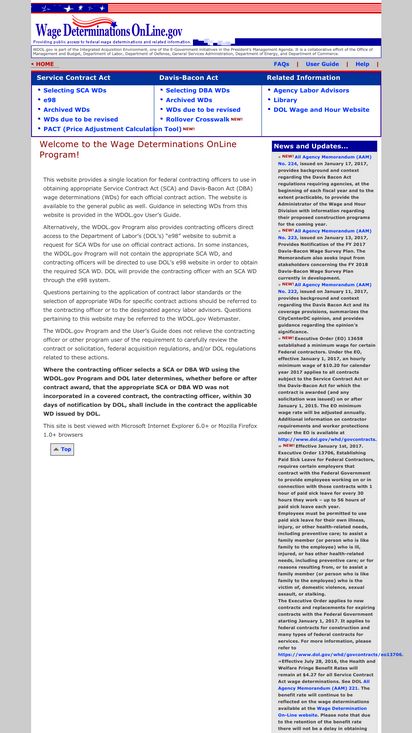 Wage Determinations OnLine.gov
Providing public access to federal wage determinations and related information.
WDOL.gov is part of the Integrated Acquisition Environment, one of the E-Government initiatives in the President's Management Agenda. It is a collaborative effort of the Office of
Management and Budget, Department of Labor, Department of Defense, General Services Administration, Department of Energy, and Department of Commerce.
< HOME
FAQs | User Guide | Help |
Service Contract Act
Selecting SCA WDs
e98
Archived WDs
WDs due to be revised
PACT (Price Adjustment Calculation Tool) NEW!
Davis-Bacon Act
Selecting DBA WDs
Archived WDs
WDs due to be revised
Rollover Crosswalk NEW!
Related Information
Agency Labor Advisors
Library
DOL Wage and Hour Website
Welcome to the Wage Determinations OnLine
Program!
This website provides a single location for federal contracting officers to use in
obtaining appropriate Service Contract Act (SCA) and Davis-Bacon Act (DBA)
wage determinations (WDs) for each official contract action. The website is
available to the general public as well. Guidance in selecting WDs from this
website is provided in the WDOL.gov User's Guide.
Alternatively, the WDOL.gov Program also provides contracting officers direct
access to the Department of Labor's (DOL's) "e98" website to submit a
request for SCA WDs for use on official contract actions. In some instances,
the WDOL.gov Program will not contain the appropriate SCA WD, and
contracting officers will be directed to use DOL's e98 website in order to obtain
the required SCA WD. DOL will provide the contracting officer with an SCA WD
through the e98 system.
Questions pertaining to the application of contract labor standards or the
selection of appropriate WDs for specific contract actions should be referred to
the contracting officer or to the designated agency labor advisors. Questions
pertaining to this website may be referred to the WDOL.gov Webmaster.
The WDOL.gov Program and the User's Guide does not relieve the contracting
officer or other program user of the requirement to carefully review the
contract or solicitation, federal acquisition regulations, and/or DOL regulations
related to these actions.
Where the contracting officer selects a SCA or DBA WD using the
WDOL.gov Program and DOL later determines, whether before or after
contract award, that the appropriate SCA or DBA WD was not
incorporated in a covered contract, the contracting officer, within 30
days of notification by DOL, shall include in the contract the applicable
WD issued by DOL.
This site is best viewed with Microsoft Internet Explorer 6.0+ or Mozilla Firefox
1.0+ browsers
Top
News and Updates...
» NEW! All Agency Memorandum (AAM)
No. 224, issued on January 17, 2017,
provides background and context
regarding the Davis Bacon Act
regulations requiring agencies, at the
beginning of each fiscal year and to the
extent practicable, to provide the
Administrator of the Wage and Hour
Division with information regarding
their proposed construction programs
for the coming year.
» NEW! All Agency Memorandum (AAM)
No. 223, issued on January 13, 2017,
Provides Notification of the FY 2017
Davis-Bacon Wage Survey Plan. The
Memorandum also seeks input from
stakeholders concerning the FY 2018
Davis-Bacon Wage Survey Plan
currently in development.
» NEW! All Agency Memorandum (AAM)
No. 222, issued on January 11, 2017,
provides background and context
regarding the Davis Bacon Act and its
coverage provisions, summarizes the
CityCenterDC opinion, and provides
guidance regarding the opinion's
significance.
» NEW! Executive Order (EO) 13658
established a minimum wage for certain
Federal contractors. Under the EO,
effective January 1, 2017, an hourly
minimum wage of $10.20 for calendar
year 2017 applies to all contracts
subject to the Service Contract Act or
the Davis-Bacon Act for which the
contract is awarded (and any
solicitation was issued) on or after
January 1, 2015. The EO minimum
wage rate will be adjusted annually.
Additional information on contractor
requirements and worker protections
under the EO is available at
http://www.dol.gov/whd/govcontracts.
» NEW! Effective January 1st, 2017.
Executive Order 13706, Establishing
Paid Sick Leave for Federal Contractors,
requires certain employers that
contract with the Federal Government
to provide employees working on or in
connection with those contracts with 1
hour of paid sick leave for every 30
hours they work – up to 56 hours of
paid sick leave each year.
Employees must be permitted to use
paid sick leave for their own illness,
injury, or other health-related needs,
including preventive care; to assist a
family member (or person who is like
family to the employee) who is ill,
injured, or has other health-related
needs, including preventive care; or for
reasons resulting from, or to assist a
family member (or person who is like
family to the employee) who is the
victim of, domestic violence, sexual
assault, or stalking.
The Executive Order applies to new
contracts and replacements for expiring
contracts with the Federal Government
starting January 1, 2017. It applies to
federal contracts for construction and
many types of federal contracts for
services. For more information, please
refer to
https://www.dol.gov/whd/govcontracts/eo13706.
»Effective July 28, 2016, the Health and
Welfare Fringe Benefit Rates will
remain at $4.27 for all Service Contract
Act wage determinations. See DOL All
Agency Memorandum (AAM) 221. The
benefit rate will continue to be
reflected on the wage determinations
available at the Wage Determination
On-Line website. Please note that due
to the retention of the benefit rate
there will not be a delay in obtaining